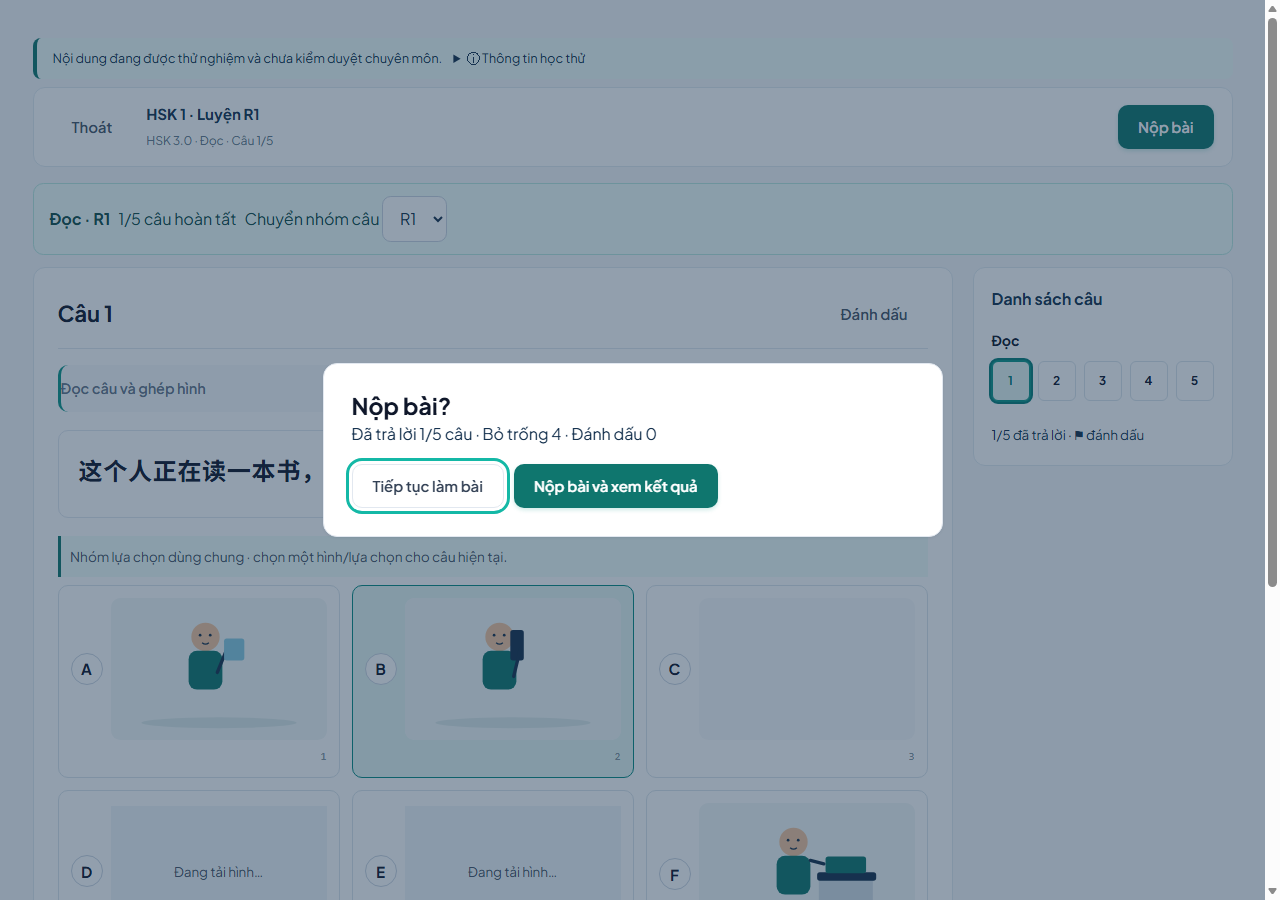 Nội dung đang được thử nghiệm và chưa kiểm duyệt chuyên môn. ▶ ⓘ Thông tin học thử
Thoát
HSK 1 · Luyện R1
HSK 3.0 · Đọc · Câu 1/5
Nộp bài
Đọc · R1 1/5 câu hoàn tất Chuyển nhóm câu R1
Câu 1
Đánh dấu
Đọc câu và ghép hình
这个人正在读一本书，
Nộp bài?
Đã trả lời 1/5 câu · Bỏ trống 4 · Đánh dấu 0
Tiếp tục làm bài
Nộp bài và xem kết quả
Nhóm lựa chọn dùng chung · chọn một hình/lựa chọn cho câu hiện tại.
A
1
B
2
C
3
D
Đang tải hình...
E
Đang tải hình...
F
Danh sách câu
Đọc
1 2 3 4 5
1/5 đã trả lời · ⚑ đánh dấu